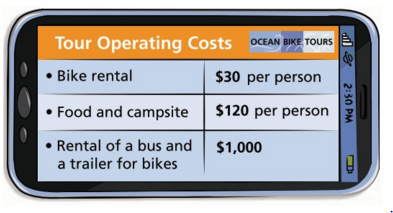 Tour Operating Costs OCEAN BIKE TOURS
• Bike rental $30 per person
• Food and campsite $120 per person
• Rental of a bus and $1,000
a trailer for bikes
2:30 PM
.